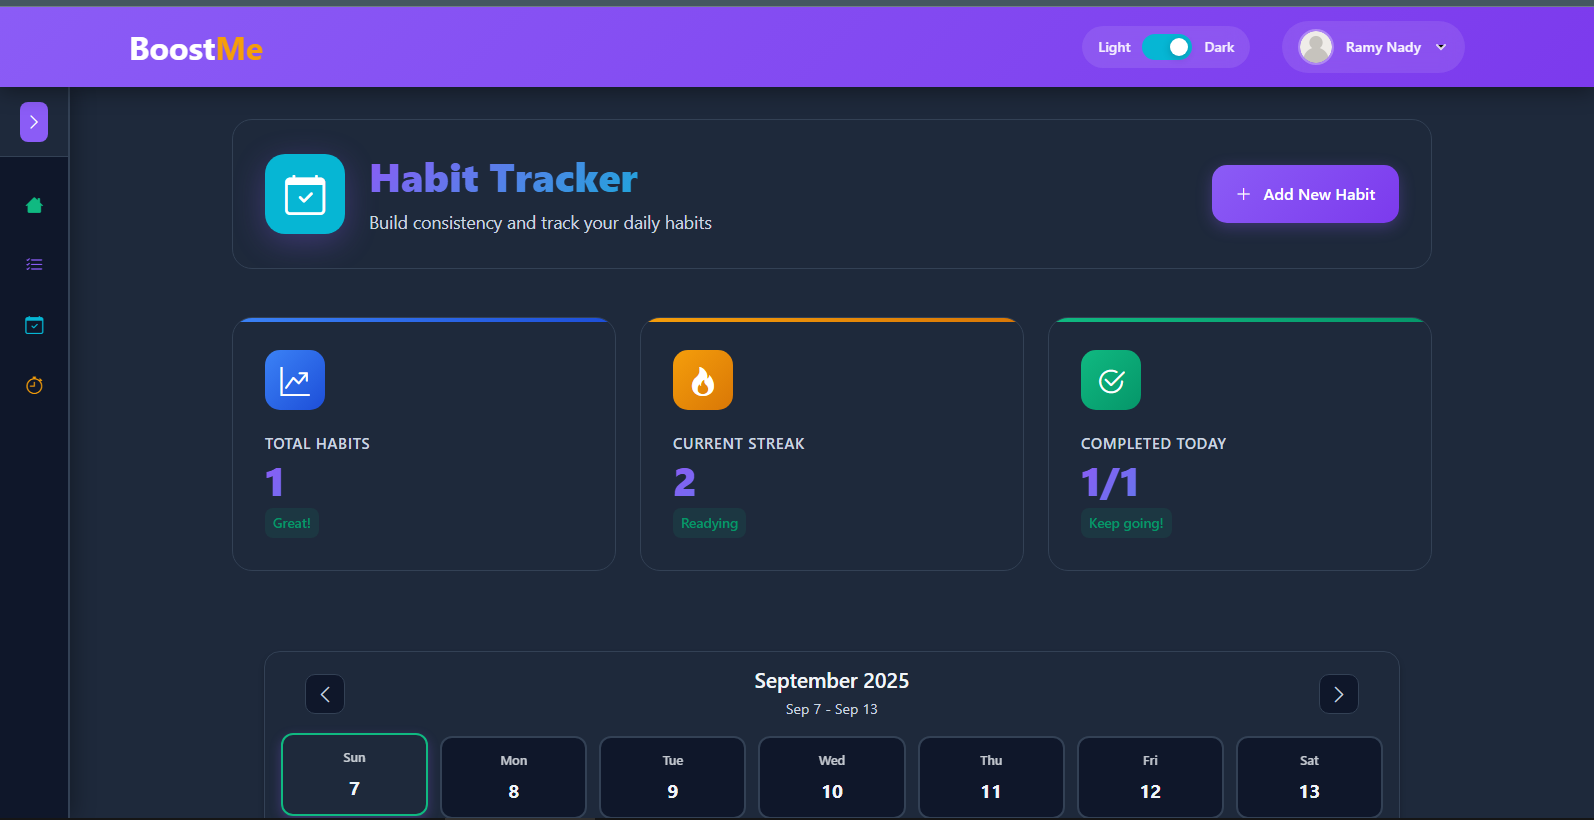 BoostMe
Light Dark
Ramy Nady
Habit Tracker
Build consistency and track your daily habits
Add New Habit
TOTAL HABITS
1
Great!
CURRENT STREAK
2
Readying
COMPLETED TODAY
1/1
Keep going!
September 2025
Sep 7 - Sep 13
Sun Mon Tue Wed Thu Fri Sat
7 8 9 10 11 12 13